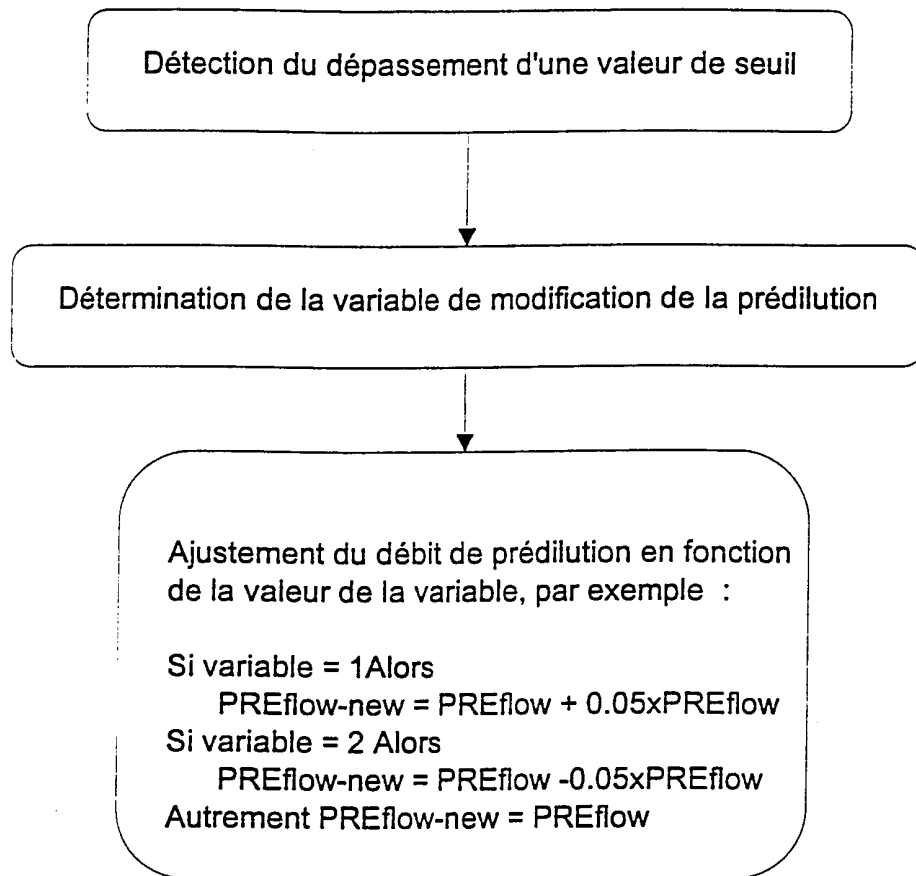 Détection du dépassement d'une valeur de seuil
Détermination de la variable de modification de la prédilution
Ajustement du débit de prédilution en fonction
de la valeur de la variable, par exemple :
Si variable = 1Alors
PREflow-new = PREflow + 0.05xPREflow
Si variable = 2 Alors
PREflow-new = PREflow -0.05xPREflow
Autrement PREflow-new = PREflow